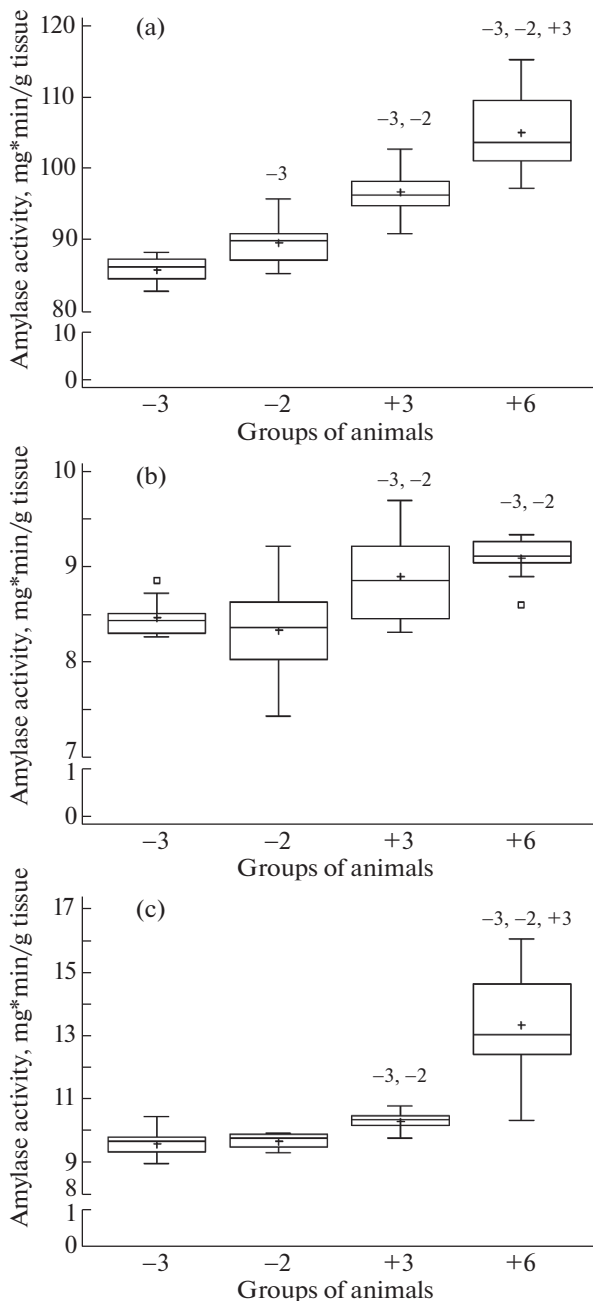 (a)
Amylase activity, mg*min/g tissue
120
110
100
90
80
10
0
−3
−3, −2
−3, −2, +3
−3 −2 +3 +6
Groups of animals
(b)
Amylase activity, mg*min/g tissue
10
9
8
7
1
0
−3, −2
−3, −2
−3 −2 +3 +6
Groups of animals
(c)
Amylase activity, mg*min/g tissue
17
15
13
11
9
8
1
0
−3, −2
−3, −2, +3
−3 −2 +3 +6
Groups of animals